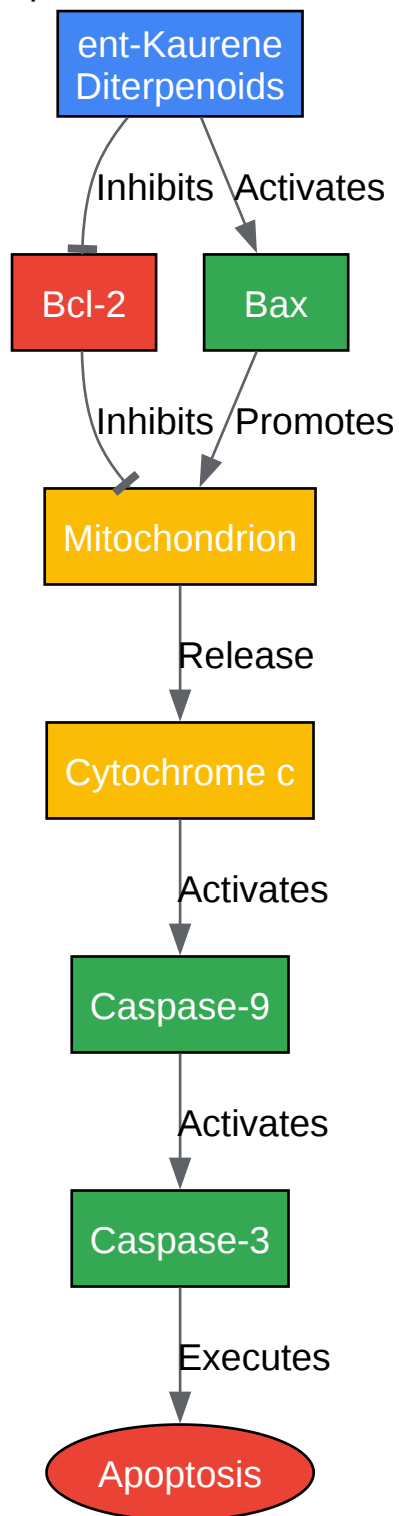 ent-Kaurene
Diterpenoids
Inhibits
Activates
Bcl-2
Bax
Inhibits
Promotes
Mitochondrion
Release
Cytochrome c
Activates
Caspase-9
Activates
Caspase-3
Executes
Apoptosis